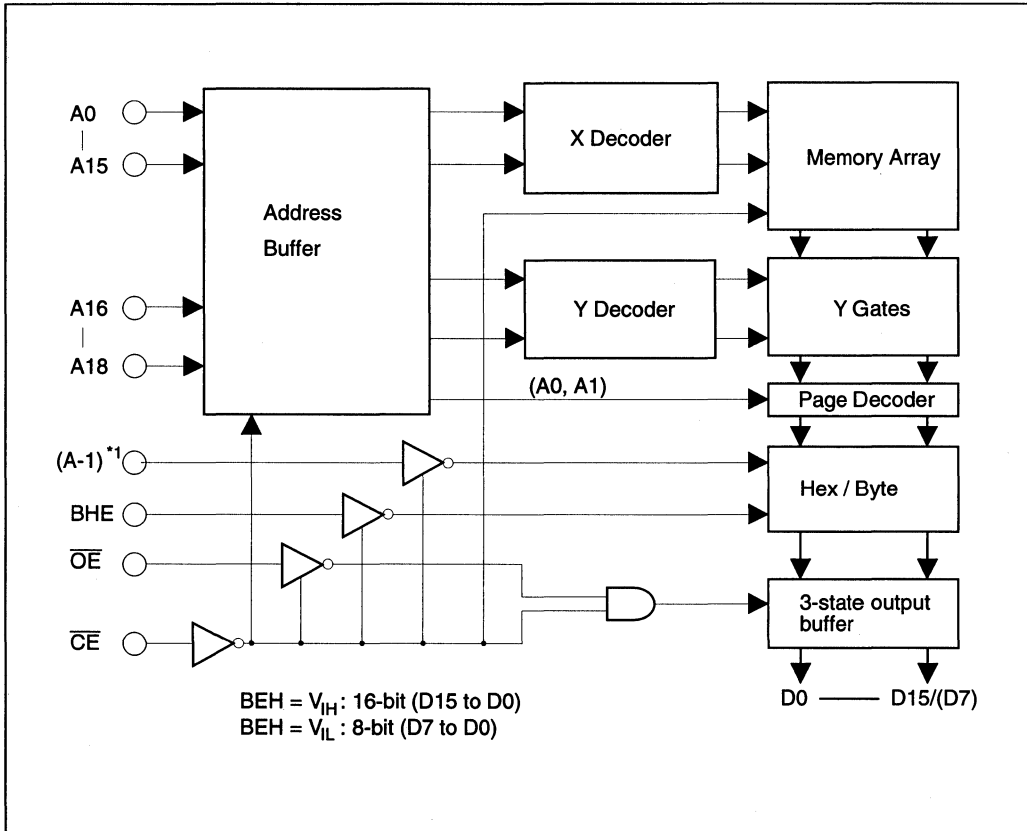 A0
A15
A16
A18
(A-1) *1
BHE
O̅E̅
C̅E̅
Address
Buffer
X Decoder
Y Decoder
(A0, A1)
Memory Array
Y Gates
Page Decoder
Hex / Byte
3-state output
buffer
D0 —— D15/(D7)
BEH = VIH : 16-bit (D15 to D0)
BEH = VIL : 8-bit (D7 to D0)